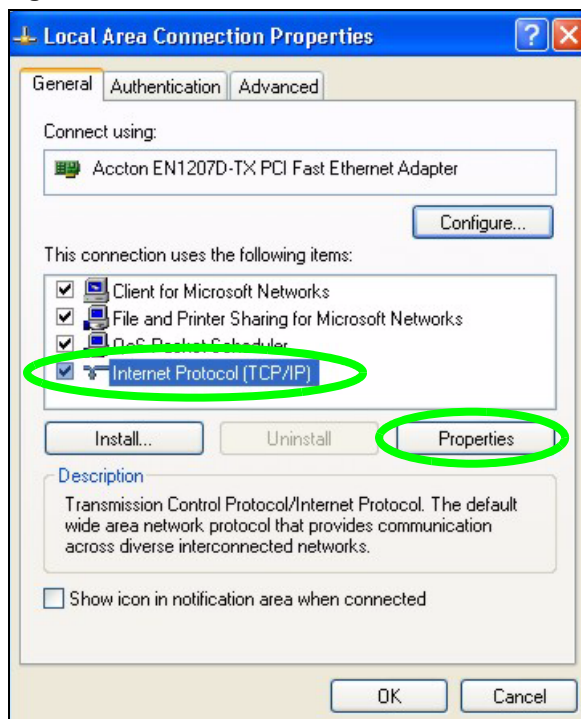 Local Area Connection Properties
General Authentication Advanced
Connect using:
Accton EN1207D-TX PCI Fast Ethernet Adapter
Configure...
This connection uses the following items:
Client for Microsoft Networks
File and Printer Sharing for Microsoft Networks
QoS Packet Scheduler
Internet Protocol (TCP/IP)
Install... Uninstall Properties
Description
Transmission Control Protocol/Internet Protocol. The default
wide area network protocol that provides communication
across diverse interconnected networks.
Show icon in notification area when connected
OK Cancel